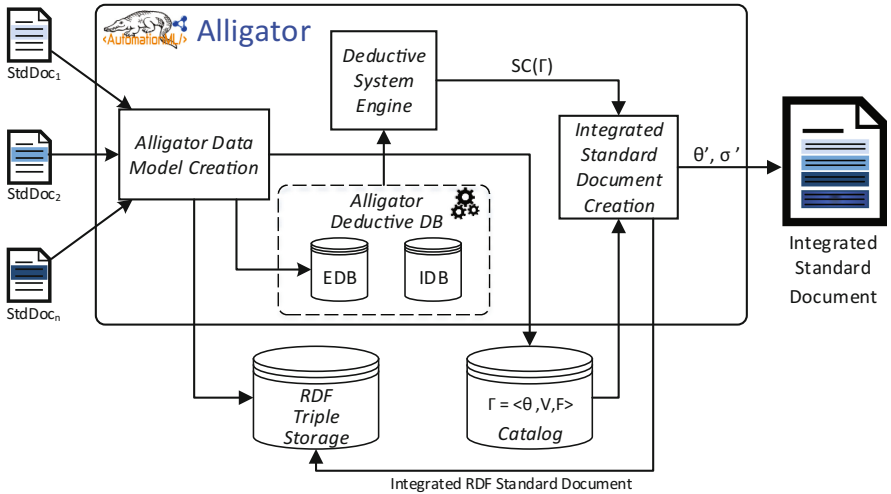 <AutomationML/>
Alligator
StdDoc₁
StdDoc₂
StdDocₙ
Alligator Data
Model Creation
Deductive
System
Engine
SC(Γ)
Alligator
Deductive DB
EDB
IDB
Integrated
Standard
Document
Creation
θ’, σ’
Integrated
Standard
Document
RDF
Triple
Storage
Γ = <θ,V,F>
Catalog
Integrated RDF Standard Document